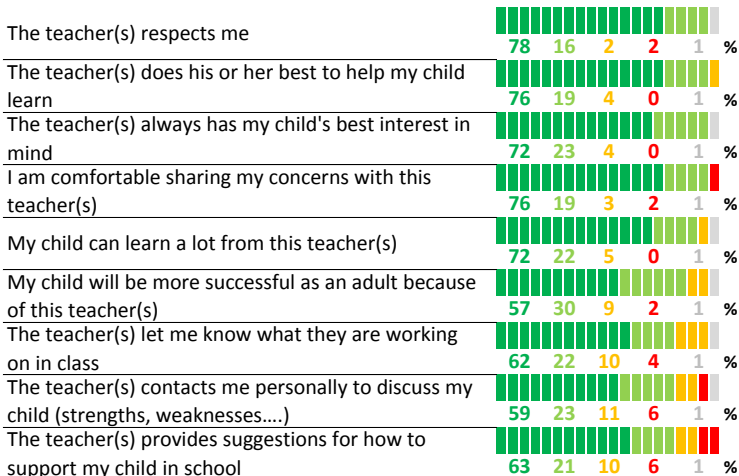 The teacher(s) respects me
78 16 2 2 1 %
The teacher(s) does his or her best to help my child
learn
76 19 4 0 1 %
The teacher(s) always has my child's best interest in
mind
72 23 4 0 1 %
I am comfortable sharing my concerns with this
teacher(s)
76 19 3 2 1 %
My child can learn a lot from this teacher(s)
72 22 5 0 1 %
My child will be more successful as an adult because
of this teacher(s)
57 30 9 2 1 %
The teacher(s) let me know what they are working
on in class
62 22 10 4 1 %
The teacher(s) contacts me personally to discuss my
child (strengths, weaknesses....)
59 23 11 6 1 %
The teacher(s) provides suggestions for how to
support my child in school
63 21 10 6 1 %